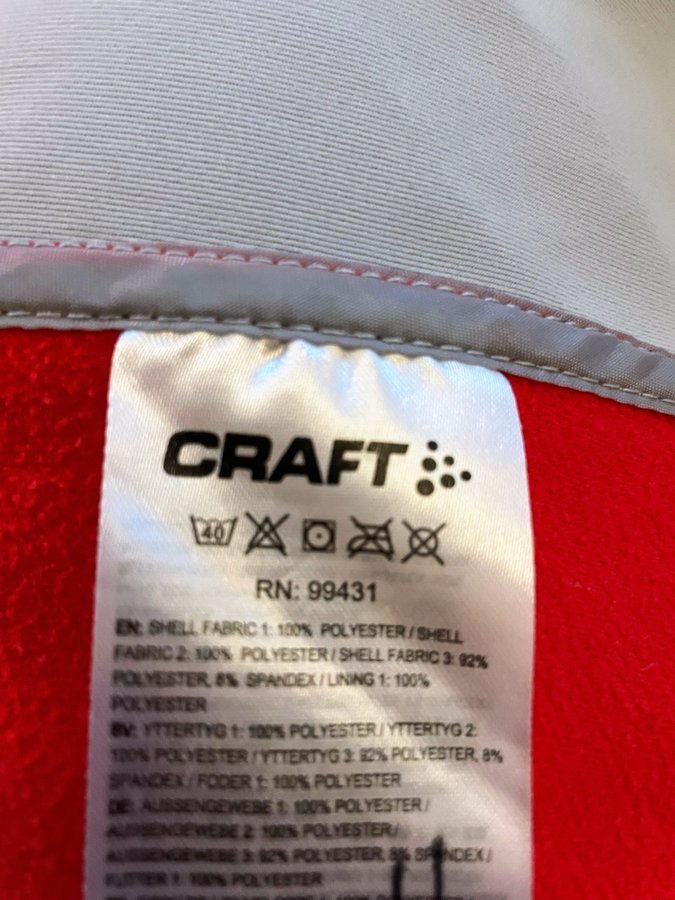 CRAFT
40
RN: 99431
EN: SHELL FABRIC 1: 100% POLYESTER / SHELL
FABRIC 2: 100% POLYESTER / SHELL FABRIC 3: 92%
POLYESTER, 8% SPANDEX / LINING 1: 100%
POLYESTER
SV: YTTERTYG 1: 100% POLYESTER / YTTERTYG 2:
100% POLYESTER / YTTERTYG 3: 92% POLYESTER, 8%
SPANDEX / FODER 1: 100% POLYESTER
DE: AUSSENGEWEBE 1: 100% POLYESTER /
AUSSENGEWEBE 2: 100% POLYESTER /
AUSSENGEWEBE 3: 92% POLYESTER, 8% SPANDEX /
FUTTER 1: 100% POLYESTER